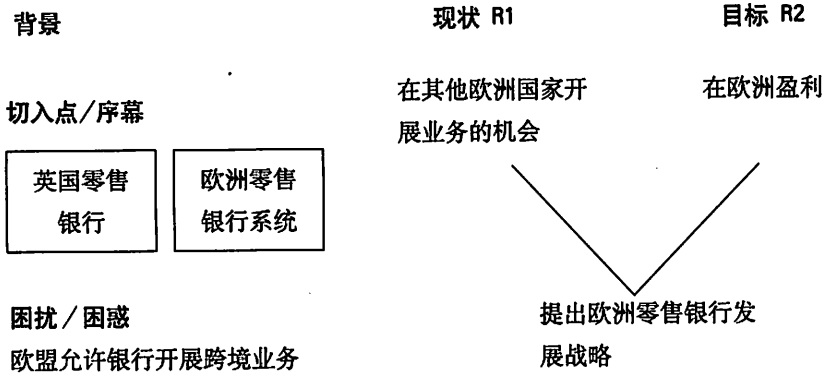 背景
切入点/序幕
英国零售
银行
欧洲零售
银行系统
困扰/困惑
欧盟允许银行开展跨境业务
现状 R1
在其他欧洲国家开
展业务的机会
目标 R2
在欧洲盈利
提出欧洲零售银行发
展战略